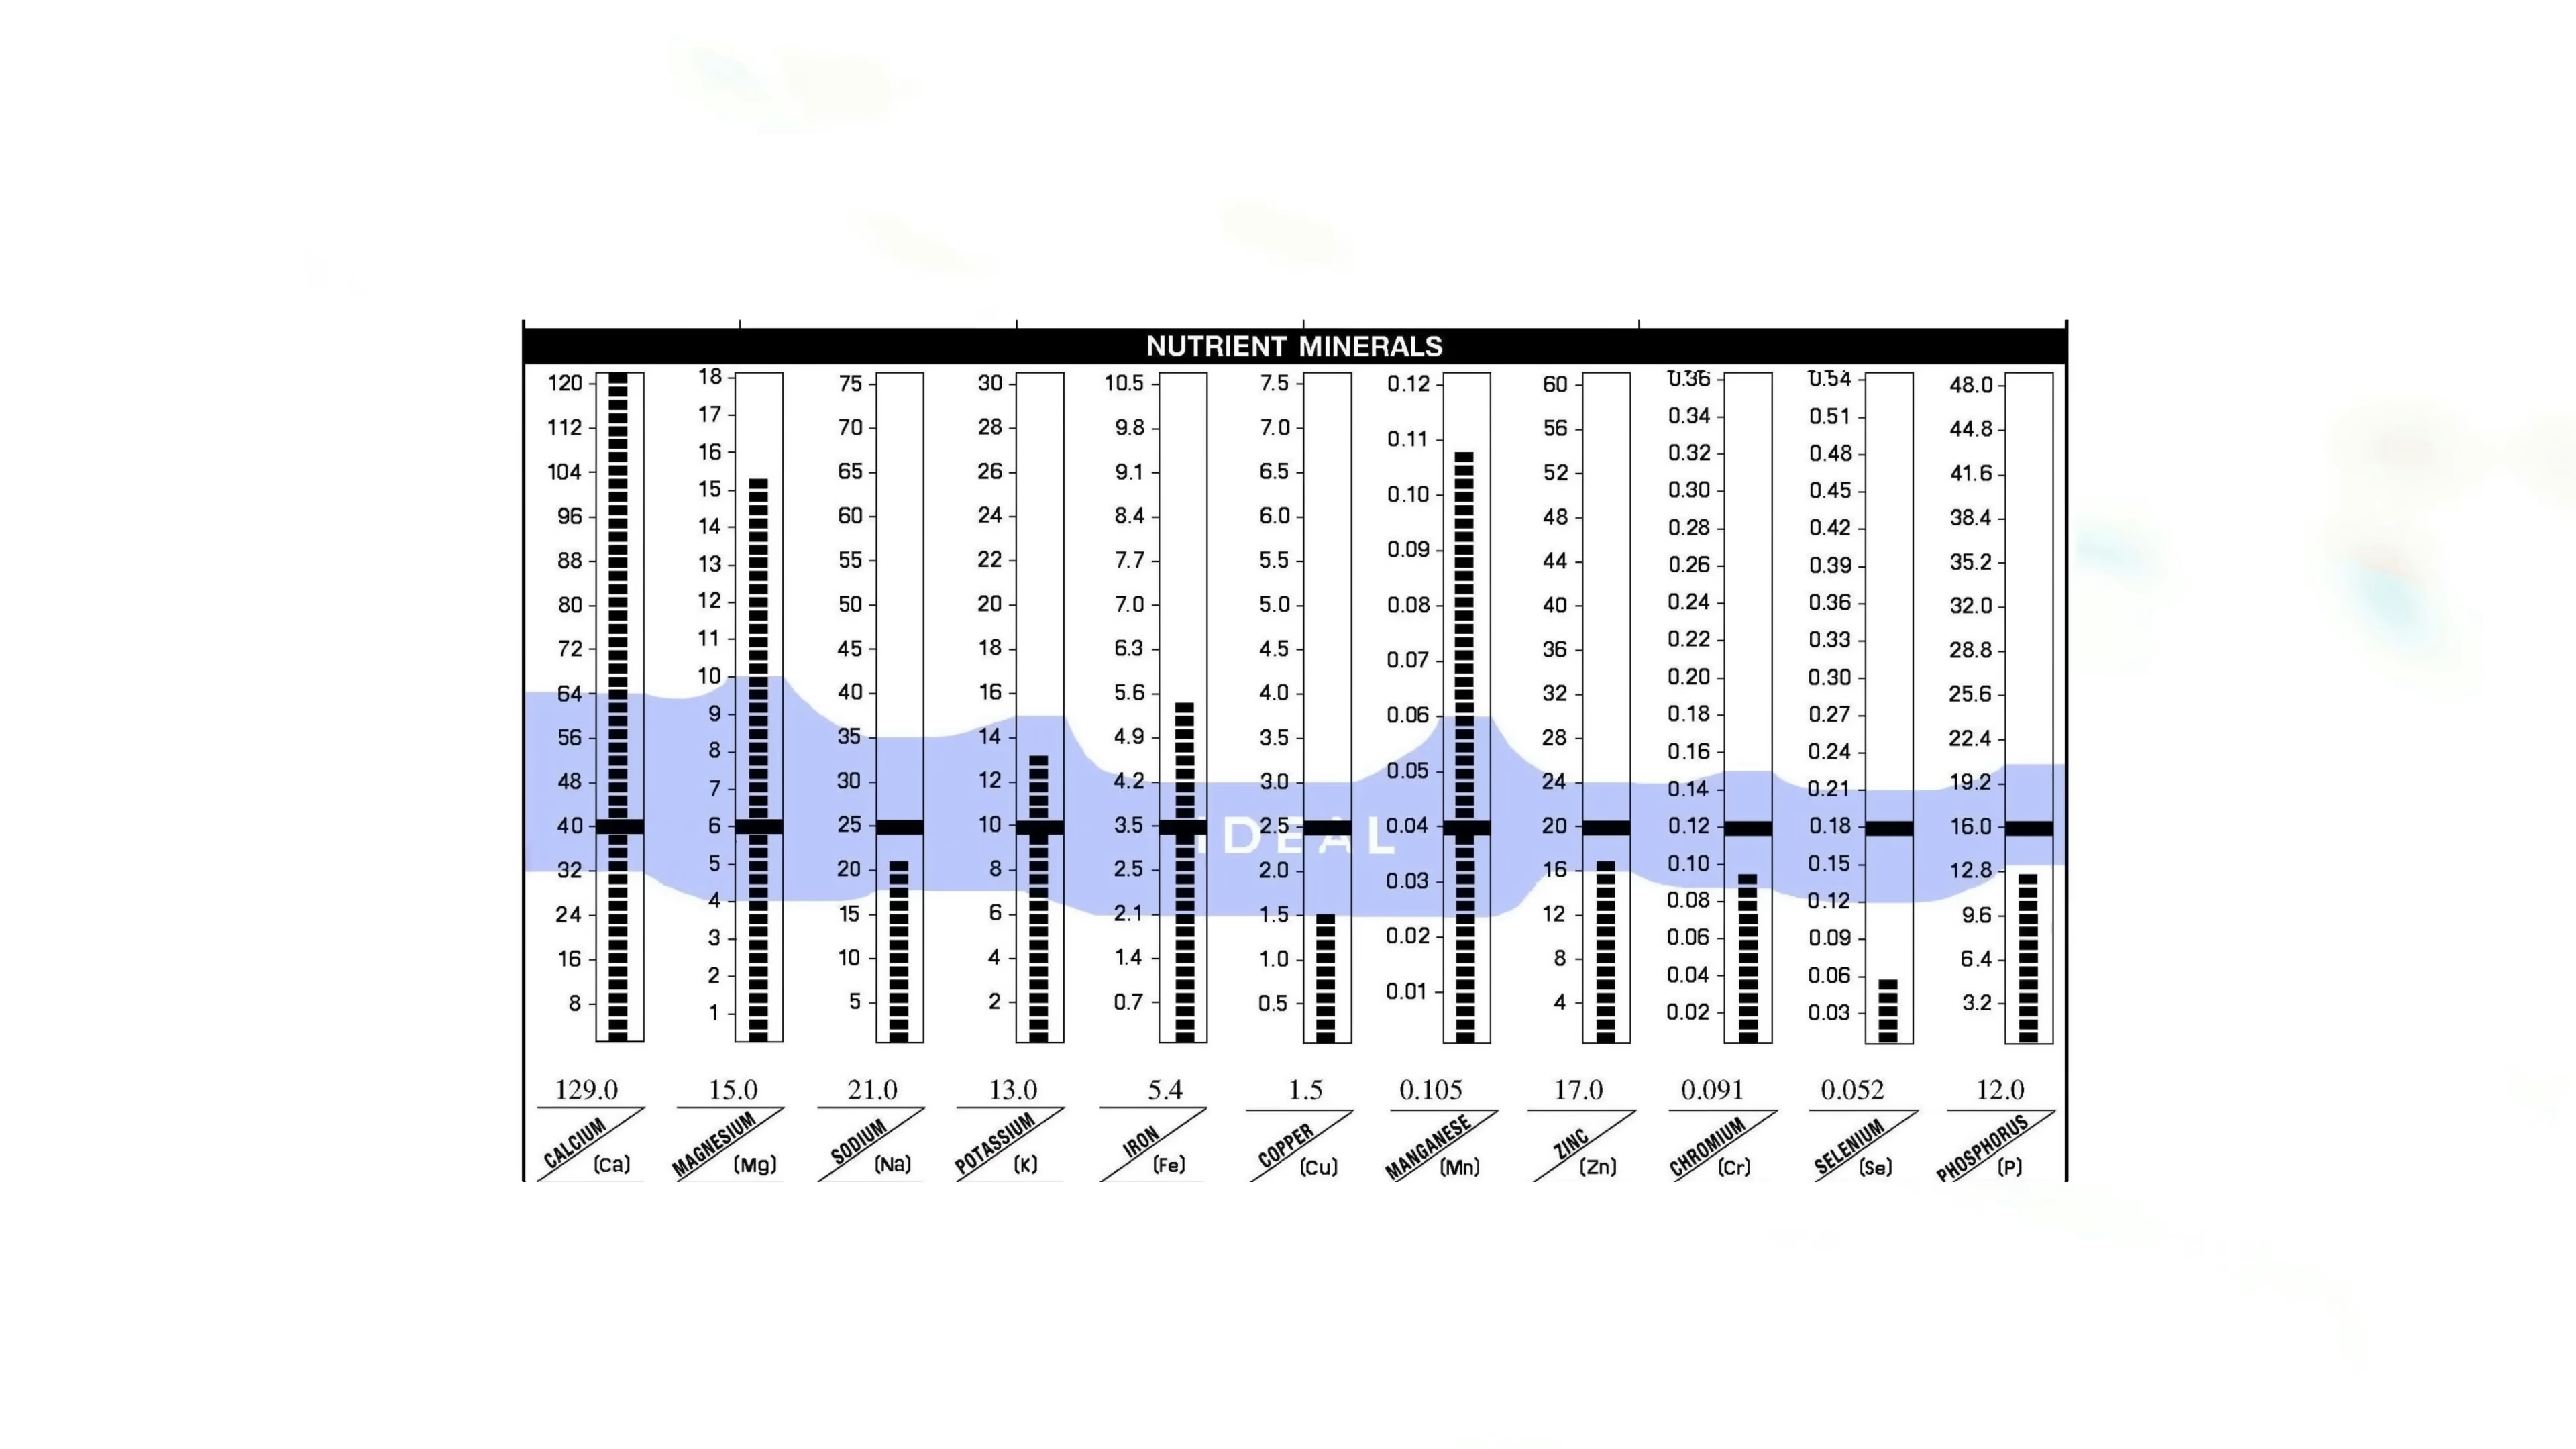 NUTRIENT MINERALS
120 18 75 30 10.5 7.5 0.12 60 0.36 0.54 48.0
112 17 70 28 9.8 7.0 0.11 56 0.34 0.51 44.8
104 16 65 26 9.1 6.5 0.10 52 0.32 0.48 41.6
96 15 60 24 8.4 6.0 0.09 48 0.30 0.45 38.4
88 14 55 22 7.7 5.5 0.08 44 0.28 0.42 35.2
80 13 50 20 7.0 5.0 0.07 40 0.26 0.39 32.0
72 12 45 18 6.3 4.5 0.06 36 0.24 0.36 28.8
64 11 40 16 5.6 4.0 0.05 32 0.22 0.33 25.6
56 10 35 14 4.9 3.5 0.04 28 0.20 0.30 22.4
48 9 30 12 4.2 3.0 0.03 24 0.18 0.27 19.2
40 8 25 10 3.5 2.5 0.02 20 0.16 0.24 16.0
32 7 20 8 2.5 2.0 0.01 16 0.14 0.21 12.8
24 6 15 6 2.1 1.5 12 0.12 0.18 9.6
16 5 10 4 1.4 1.0 8 0.10 0.15 6.4
8 4 5 2 0.7 0.5 4 0.08 0.12 3.2
3 0.06 0.09
2 0.04 0.06
1 0.02 0.03
IDEAL
129.0 15.0 21.0 13.0 5.4 1.5 0.105 17.0 0.091 0.052 12.0
CALCIUM MAGNESIUM SODIUM POTASSIUM IRON COPPER MANGANESE ZINC CHROMIUM SELENIUM PHOSPHORUS
(Ca) (Mg) (Na) (K) (Fe) (Cu) (Mn) (Zn) (Cr) (Se) (P)